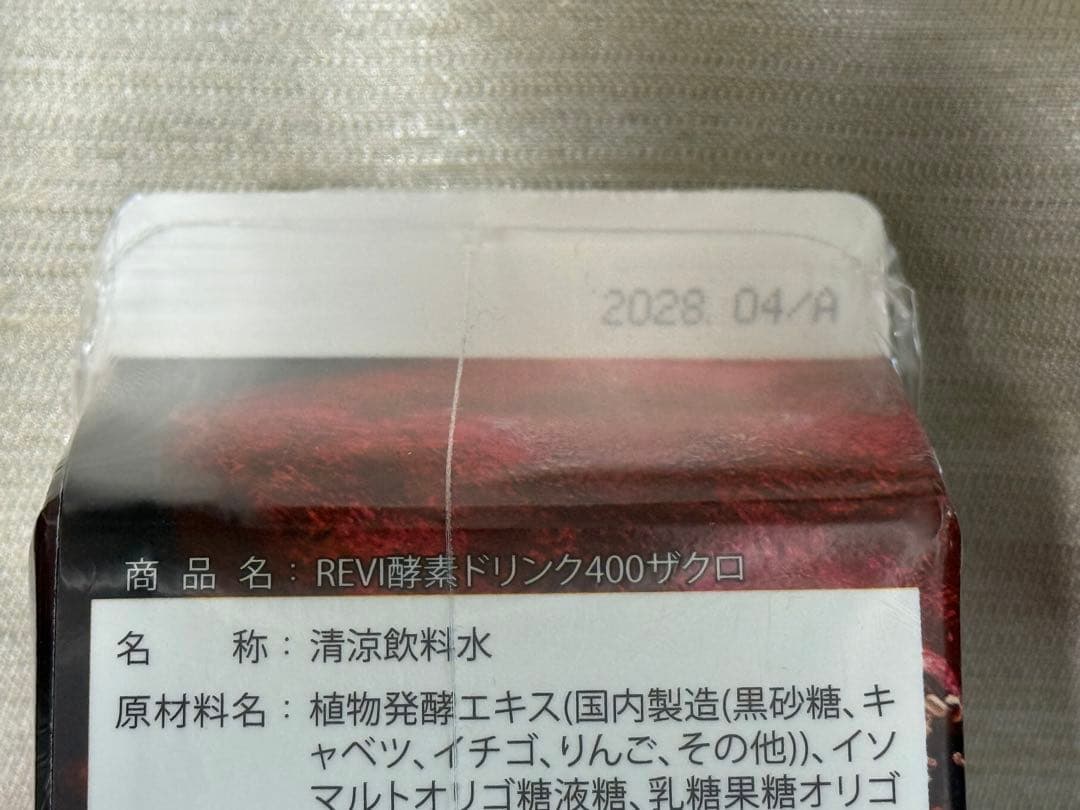 2028. 04/A
商品名：REVI酵素ドリンク400ザクロ
名　　称：清涼飲料水
原材料名：植物発酵エキス(国内製造(黒砂糖、キ
ャベツ、イチゴ、りんご、その他))、イソ
マルトオリゴ糖液糖、乳糖果糖オリゴ